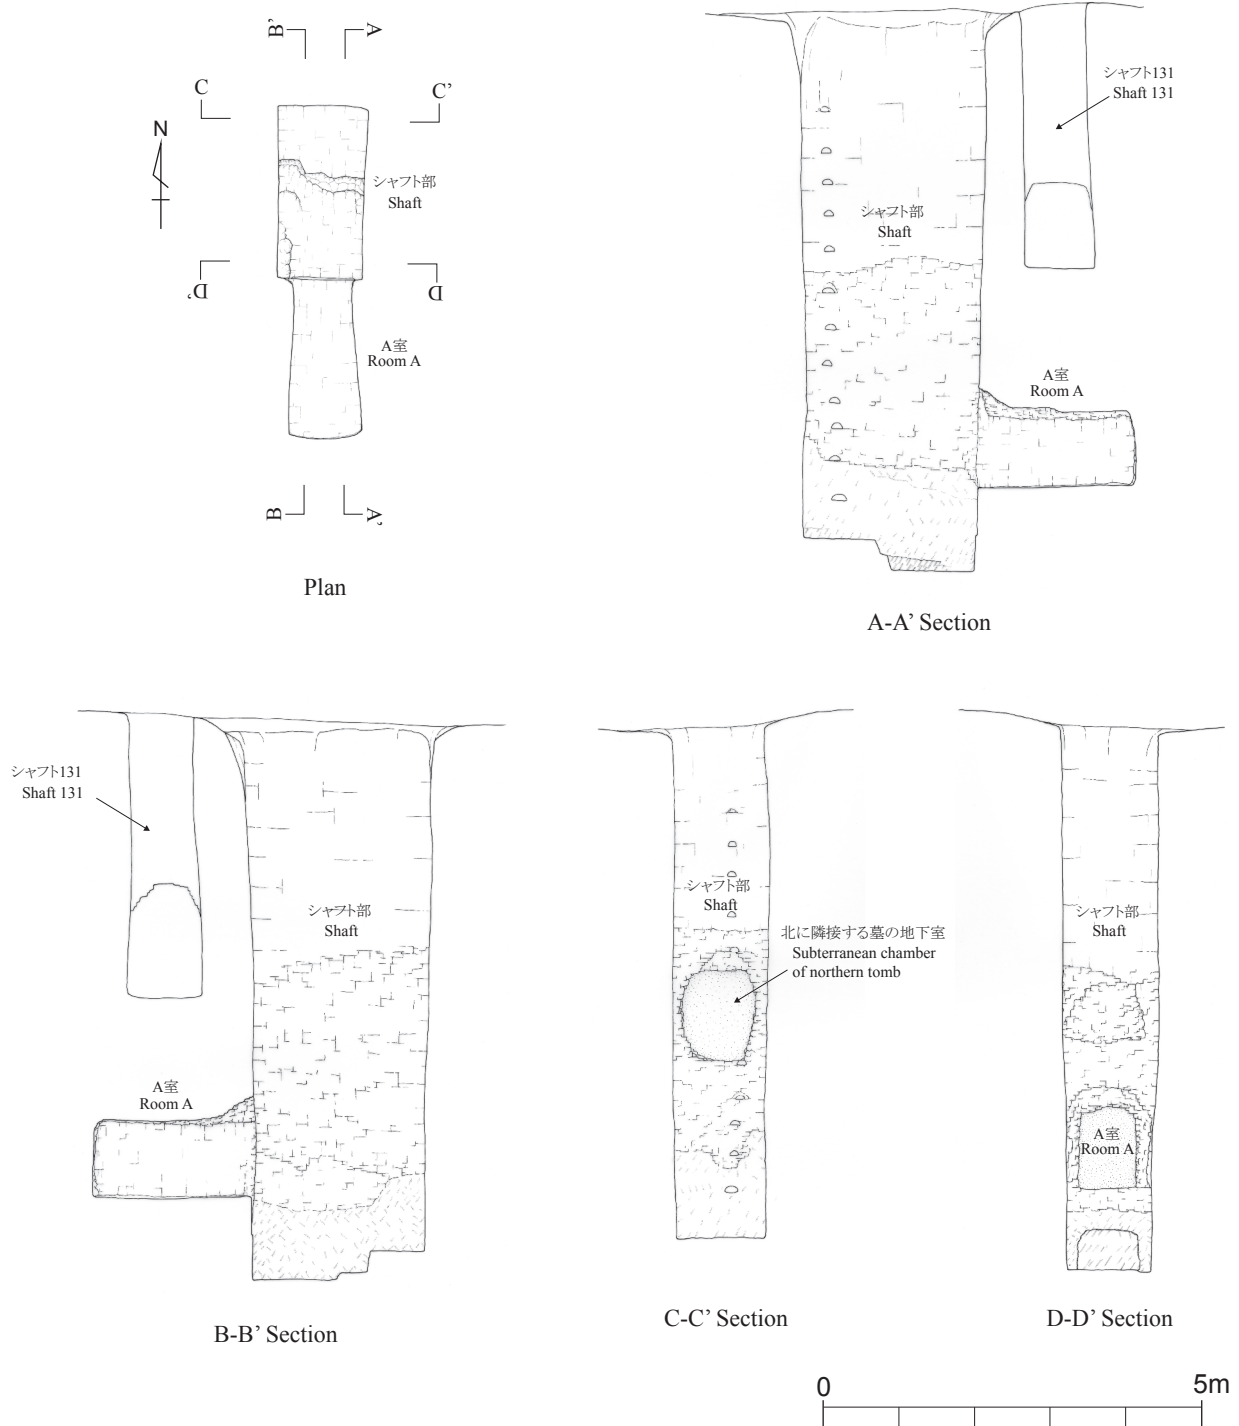 B’
A
C
C’
N
シャフト部
Shaft
D’
D
A室
Room A
B
A’
Plan
シャフト131
Shaft 131
シャフト部
Shaft
A室
Room A
A-A’ Section
シャフト131
Shaft 131
シャフト部
Shaft
A室
Room A
B-B’ Section
シャフト部
Shaft
北に隣接する墓の地下室
Subterranean chamber
of northern tomb
C-C’ Section
シャフト部
Shaft
A室
Room A
D-D’ Section
0
5m